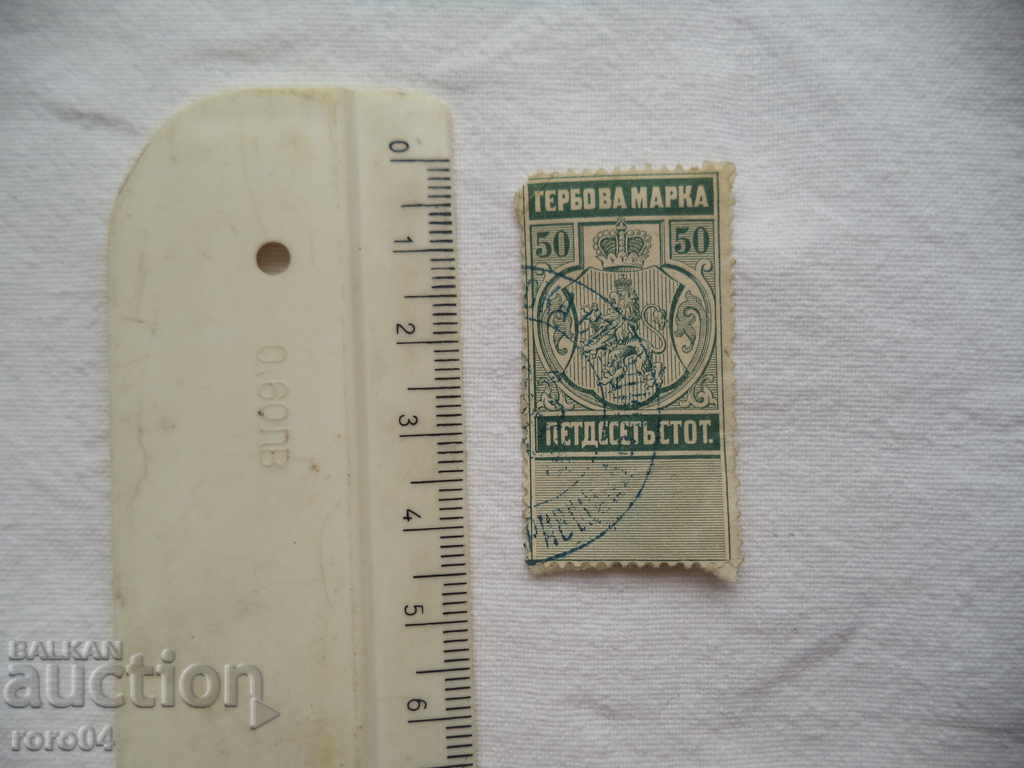 0
1
2
3
4
5
6
0,60ЛВ
ГЕРБОВА МАРКА
50 50
ПЕТДЕСЕТЬ СТОТ.
BALKAN
auction
roro04